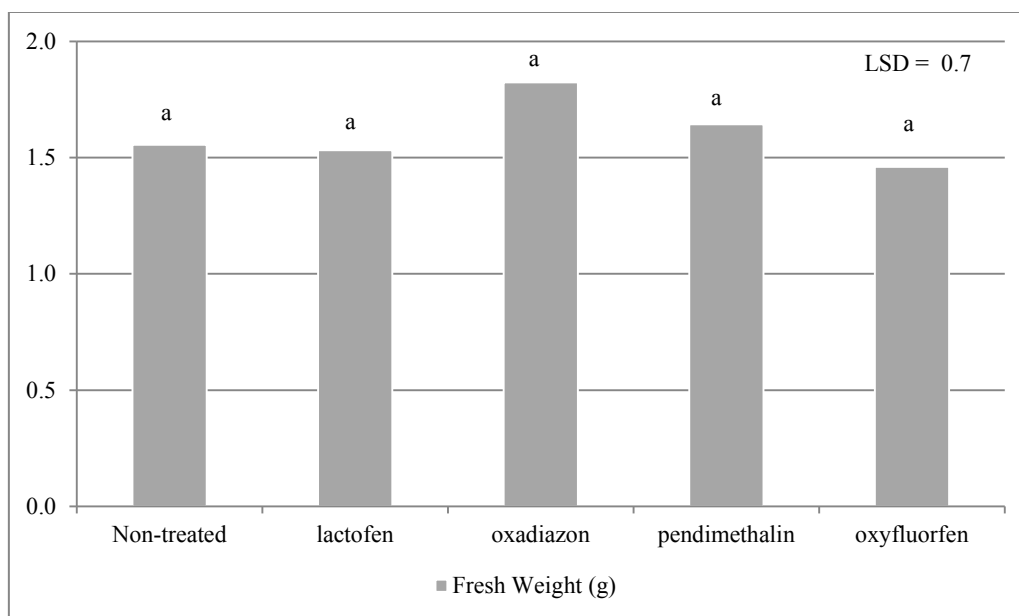 2.0
LSD = 0.7
a
a
a
a
a
1.5
1.0
0.5
0.0
Non-treated lactofen oxadiazon pendimethalin oxyfluorfen
Fresh Weight (g)